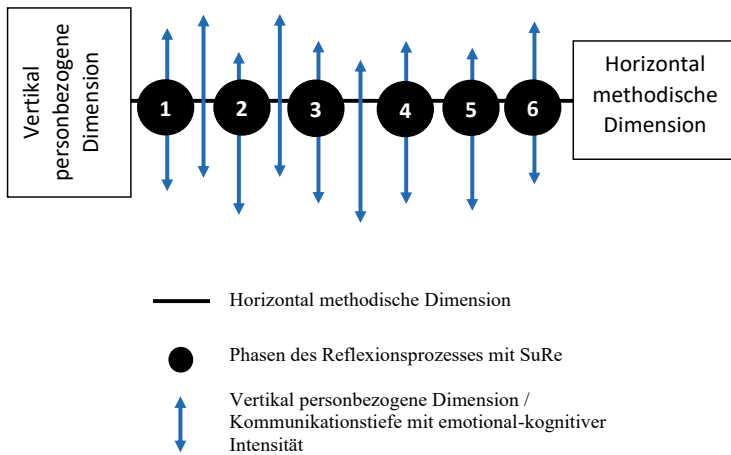 Vertikal
personbezogene
Dimension
1
2
3
4
5
6
Horizontal
methodische
Dimension
Horizontal methodische Dimension
Phasen des Reflexionsprozesses mit SuRe
Vertikal personbezogene Dimension /
Kommunikationstiefe mit emotional-kognitiver
Intensität